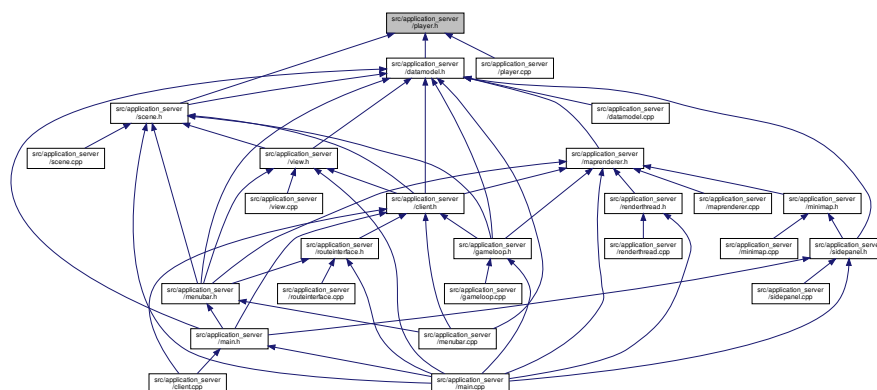 src/application_server
/player.h
src/application_server
/datamodel.h
src/application_server
/player.cpp
src/application_server
/scene.h
src/application_server
/datamodel.cpp
src/application_server
/scene.cpp
src/application_server
/view.h
src/application_server
/maprenderer.h
src/application_server
/view.cpp
src/application_server
/client.h
src/application_server
/renderthread.h
src/application_server
/maprenderer.cpp
src/application_server
/minimap.h
src/application_server
/routeinterface.h
src/application_server
/gameloop.h
src/application_server
/renderthread.cpp
src/application_server
/minimap.cpp
src/application_server
/sidepanel.h
src/application_server
/menubar.h
src/application_server
/routeinterface.cpp
src/application_server
/gameloop.cpp
src/application_server
/sidepanel.cpp
src/application_server
/main.h
src/application_server
/menubar.cpp
src/application_server
/client.cpp
src/application_server
/main.cpp